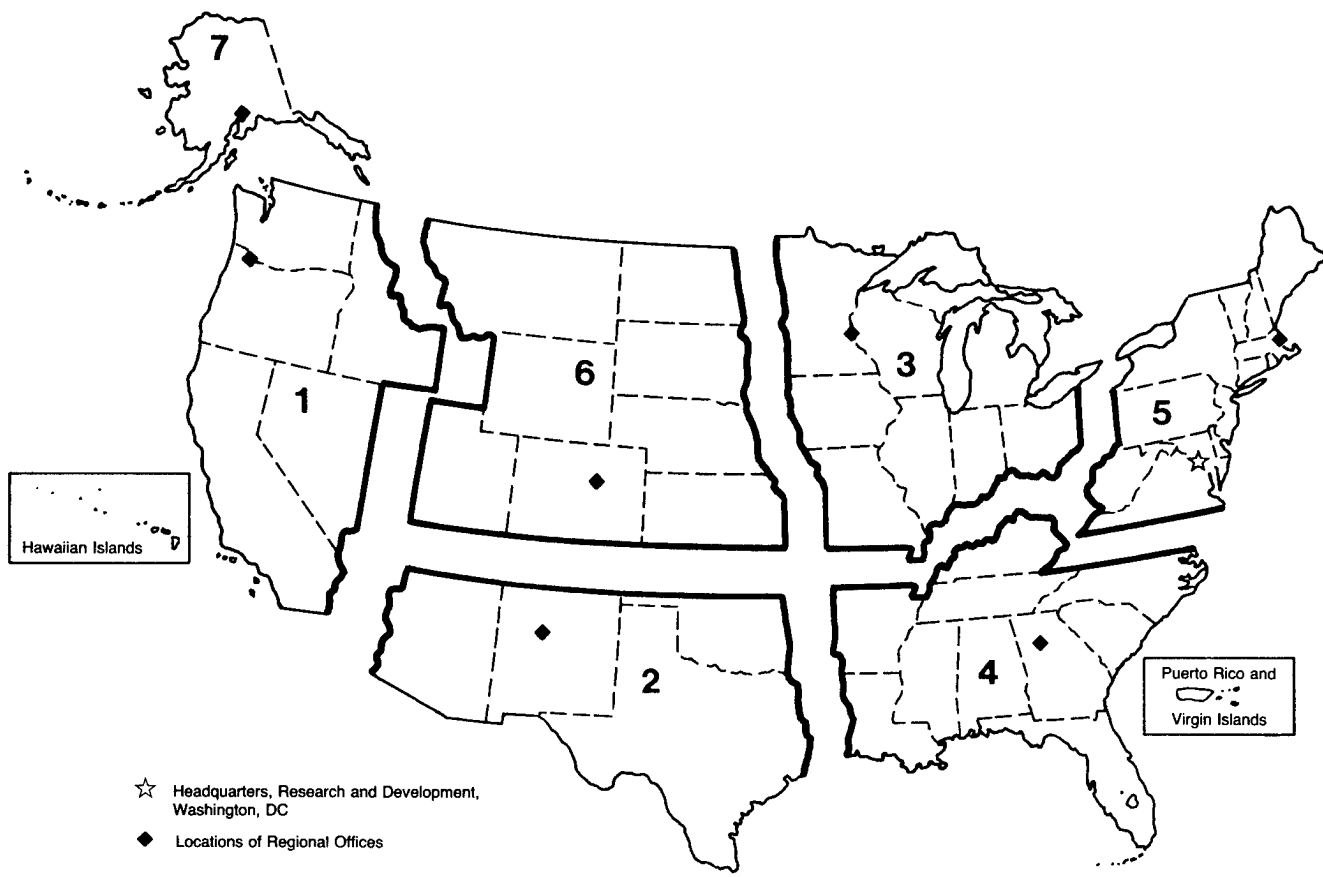 7
6
3
1
5
Hawaiian Islands
2
4
Puerto Rico and
Virgin Islands
Headquarters, Research and Development,
Washington, DC
Locations of Regional Offices